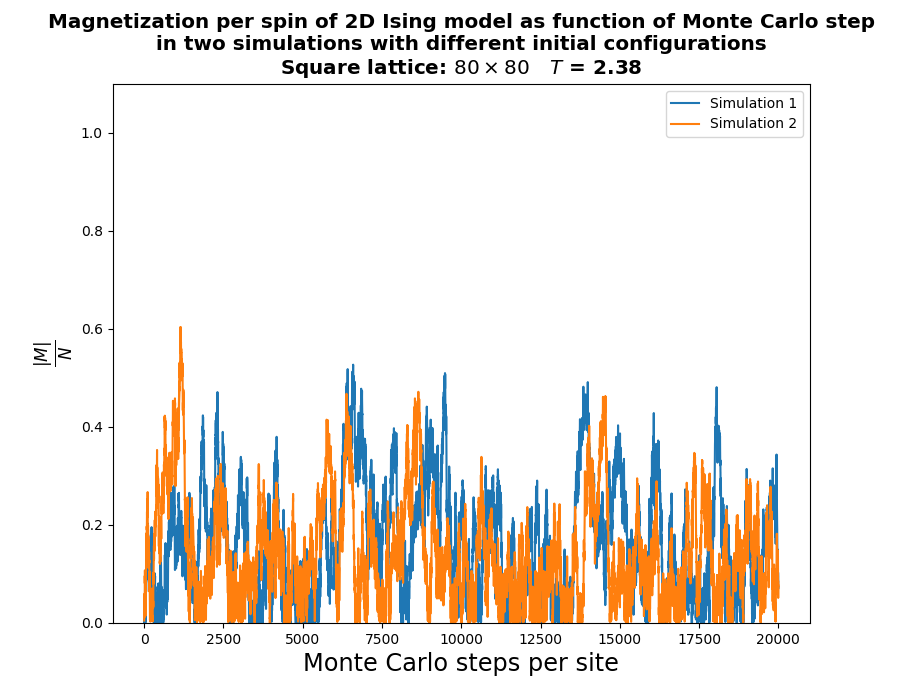 Magnetization per spin of 2D Ising model as function of Monte Carlo step
in two simulations with different initial configurations
Square lattice: 80 × 80   T = 2.38
Simulation 1
Simulation 2
1.0
0.8
0.6
0.4
0.2
0.0
|M|
N
0 2500 5000 7500 10000 12500 15000 17500 20000
Monte Carlo steps per site